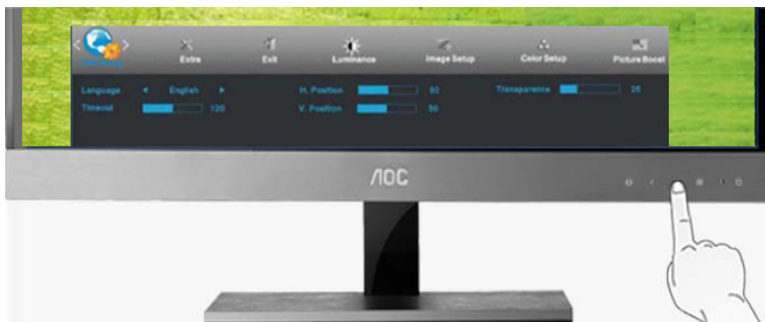 Extra
Exit
Luminance
Image Setup
Color Setup
Picture Boost
Language English H. Position 50 Transparence 25
Timeout 120 V. Position 50
AOC